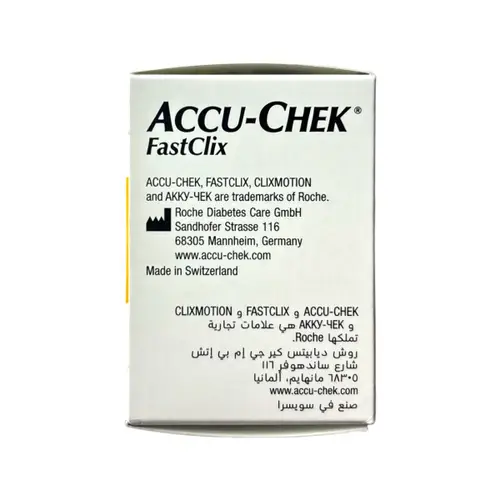 ACCU-CHEK®
FastClix
ACCU-CHEK, FASTCLIX, CLIXMOTION
and АККУ-ЧЕК are trademarks of Roche.
Roche Diabetes Care GmbH
Sandhofer Strasse 116
68305 Mannheim, Germany
www.accu-chek.com
Made in Switzerland
ACCU-CHEK و FASTCLIX و CLIXMOTION
و АККУ-ЧЕК هي علامات تجارية
تملكها Roche.
روش ديابيتس كير جي إم بي إتش
شارع ساندهوفر ١١٦
٦٨٣٠٥ مانهايم, ألمانيا
www.accu-chek.com
صنع في سويسرا